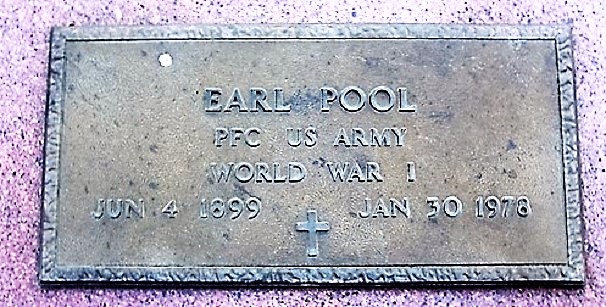 EARL POOL
PFC US ARMY
WORLD WAR I
JUN 4 1899 JAN 30 1978